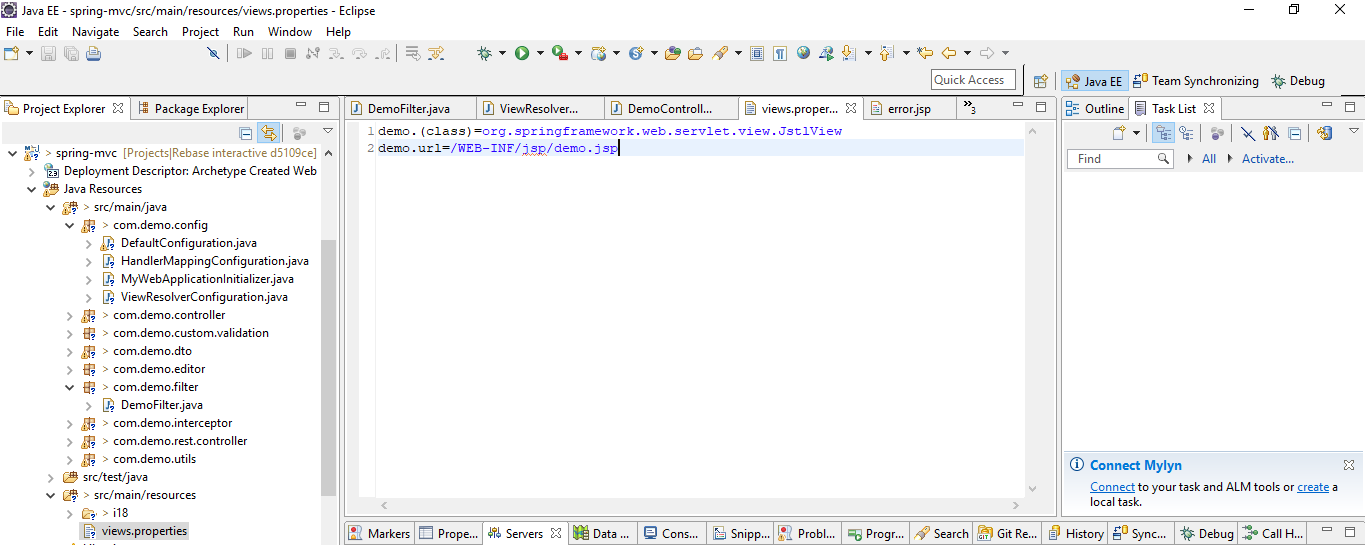 Java EE - spring-mvc/src/main/resources/views.properties - Eclipse
File Edit Navigate Search Project Run Window Help
Quick Access
Java EE
Team Synchronizing
Debug
Project Explorer
Package Explorer
DemoFilter.java
ViewResolver...
DemoControll...
views.proper...
error.jsp
»3
Outline
Task List
spring-mvc [Projects|Rebase interactive d5109ce]
Deployment Descriptor: Archetype Created Web
Java Resources
> src/main/java
> com.demo.config
> DefaultConfiguration.java
> HandlerMappingConfiguration.java
> MyWebApplicationInitializer.java
> ViewResolverConfiguration.java
> com.demo.controller
> com.demo.custom.validation
> com.demo.dto
> com.demo.editor
> com.demo.filter
> DemoFilter.java
> com.demo.interceptor
> com.demo.rest.controller
> com.demo.utils
src/test/java
> src/main/resources
> i18
views.properties
1 demo.(class)=org.springframework.web.servlet.view.JstlView
2 demo.url=/WEB-INF/jsp/demo.jsp
Find
All
Activate...
Connect Mylyn
Connect to your task and ALM tools or create a
local task.
Markers
Prope...
Servers
Data ...
Cons...
Snipp...
Probl...
Progr...
Search
Git Re...
History
Sync...
Debug
Call H...